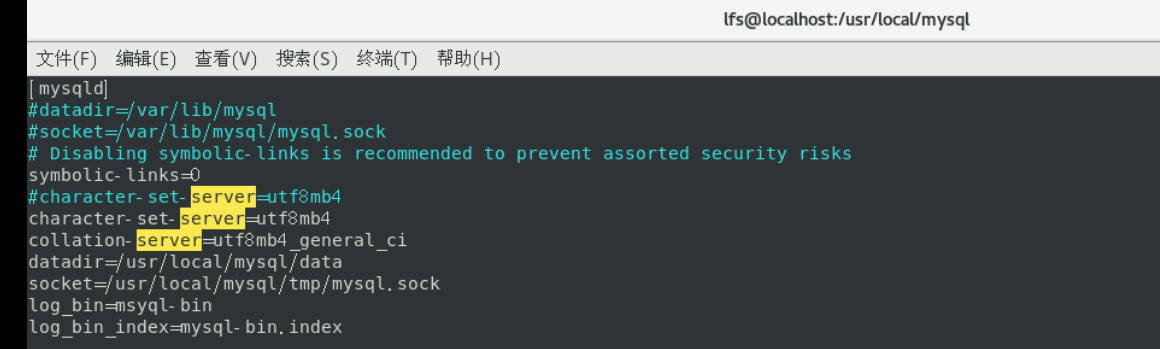 lfs@localhost:/usr/local/mysql
文件(F) 编辑(E) 查看(V) 搜索(S) 终端(T) 帮助(H)
[mysqld]
#datadir=/var/lib/mysql
#socket=/var/lib/mysql/mysql.sock
# Disabling symbolic-links is recommended to prevent assorted security risks
symbolic-links=0
#character-set-server=utf8mb4
character-set-server=utf8mb4
collation-server=utf8mb4_general_ci
datadir=/usr/local/mysql/data
socket=/usr/local/mysql/tmp/mysql.sock
log_bin=msyql-bin
log_bin_index=mysql-bin.index